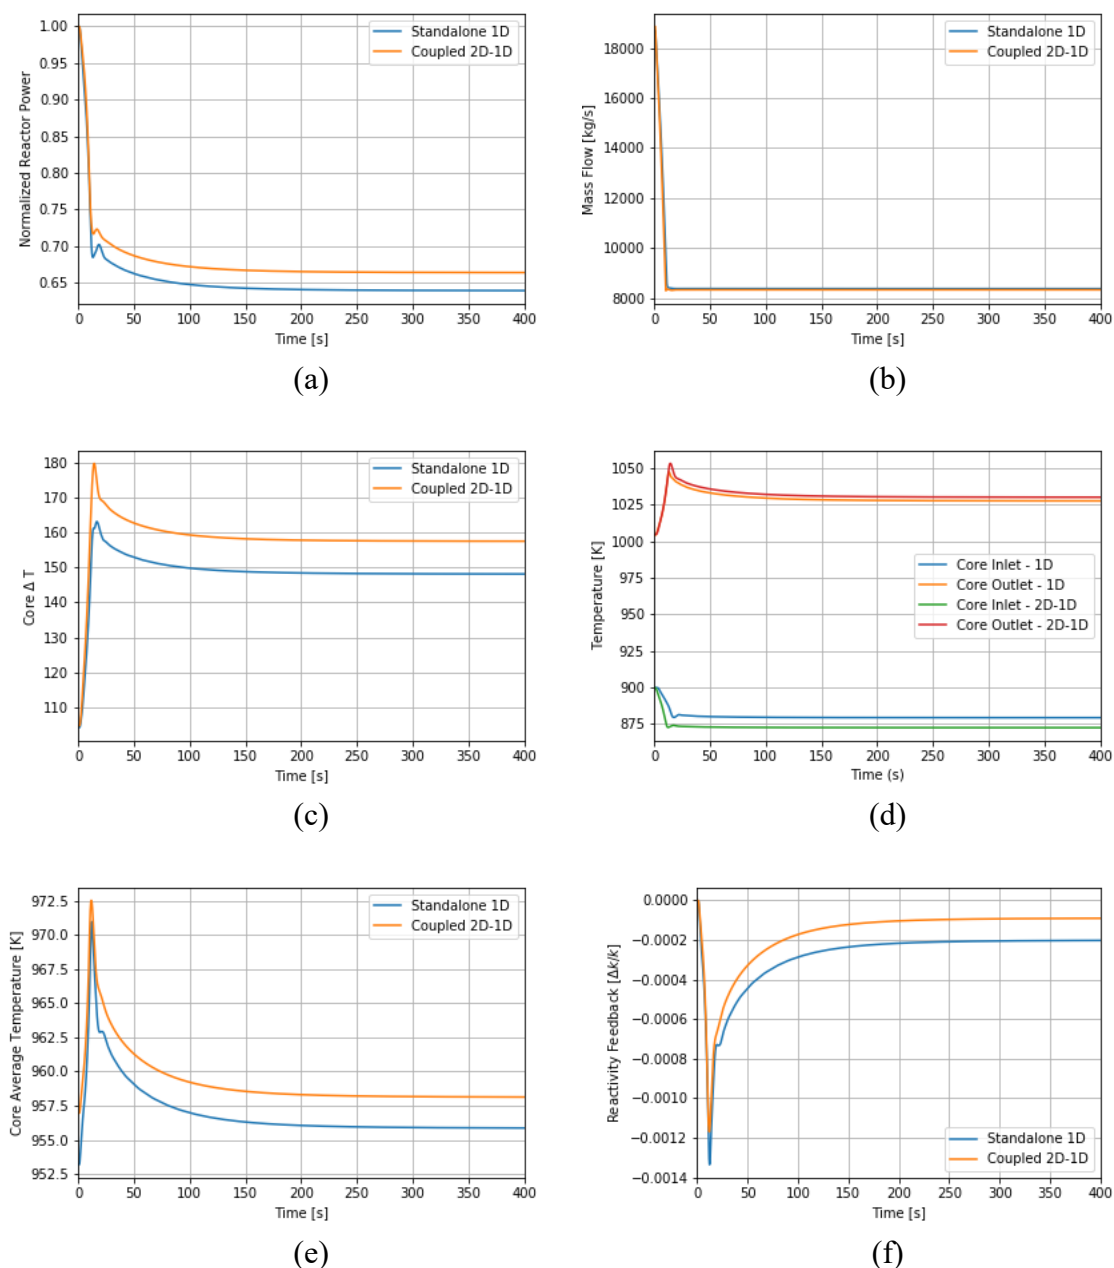 1.00
0.95
0.90
0.85
0.80
0.75
0.70
0.65
Normalized Reactor Power
Standalone 1D
Coupled 2D-1D
0 50 100 150 200 250 300 350 400
Time [s]
(a)
18000
16000
14000
12000
10000
8000
Mass Flow [kg/s]
Standalone 1D
Coupled 2D-1D
0 50 100 150 200 250 300 350 400
Time [s]
(b)
180
170
160
150
140
130
120
110
Core Δ T
Standalone 1D
Coupled 2D-1D
0 50 100 150 200 250 300 350 400
Time [s]
(c)
1050
1025
1000
975
950
925
900
875
Temperature [K]
Core Inlet - 1D
Core Outlet - 1D
Core Inlet - 2D-1D
Core Outlet - 2D-1D
0 50 100 150 200 250 300 350 400
Time (s)
(d)
972.5
970.0
967.5
965.0
962.5
960.0
957.5
955.0
952.5
Core Average Temperature [K]
Standalone 1D
Coupled 2D-1D
0 50 100 150 200 250 300 350 400
Time [s]
(e)
0.0000
−0.0002
−0.0004
−0.0006
−0.0008
−0.0010
−0.0012
−0.0014
Reactivity Feedback [Δk/k]
Standalone 1D
Coupled 2D-1D
0 50 100 150 200 250 300 350 400
Time [s]
(f)